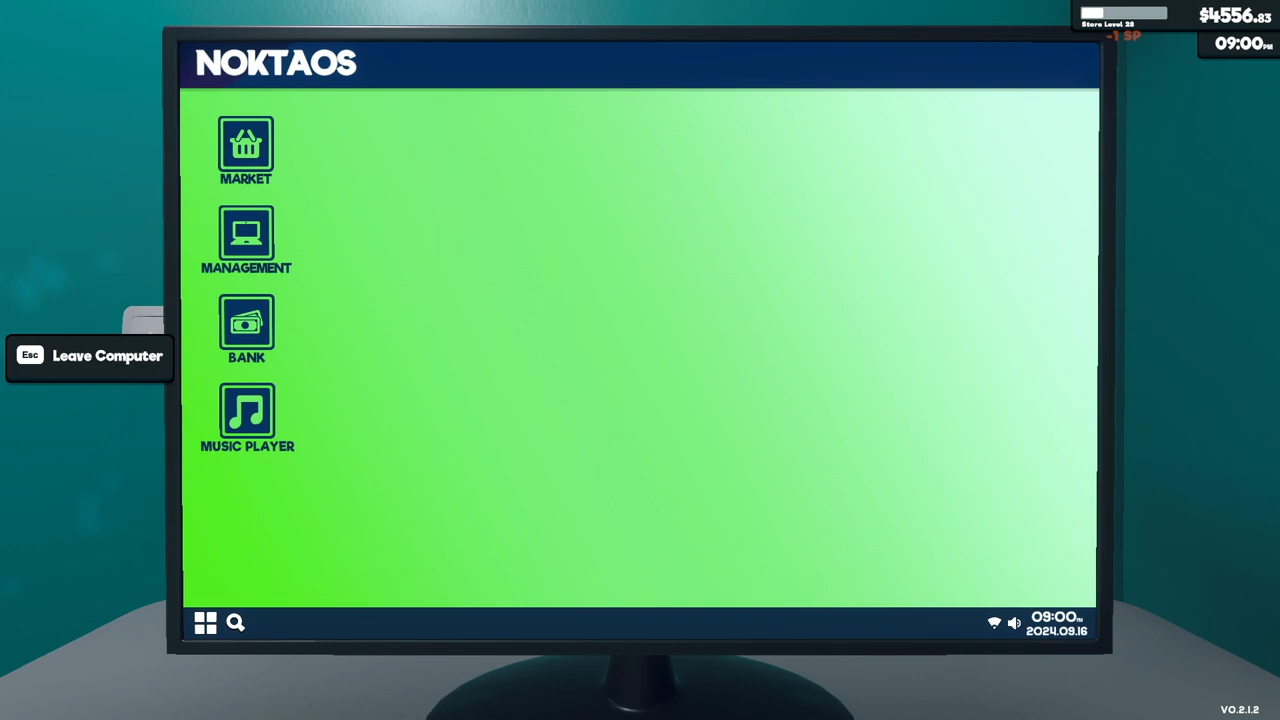 $4556.83
Store Level 28
-1 SP
09:00PM
NOKTAOS
MARKET
MANAGEMENT
BANK
MUSIC PLAYER
Esc Leave Computer
09:00PM
2024.09.16
V0.2.1.2